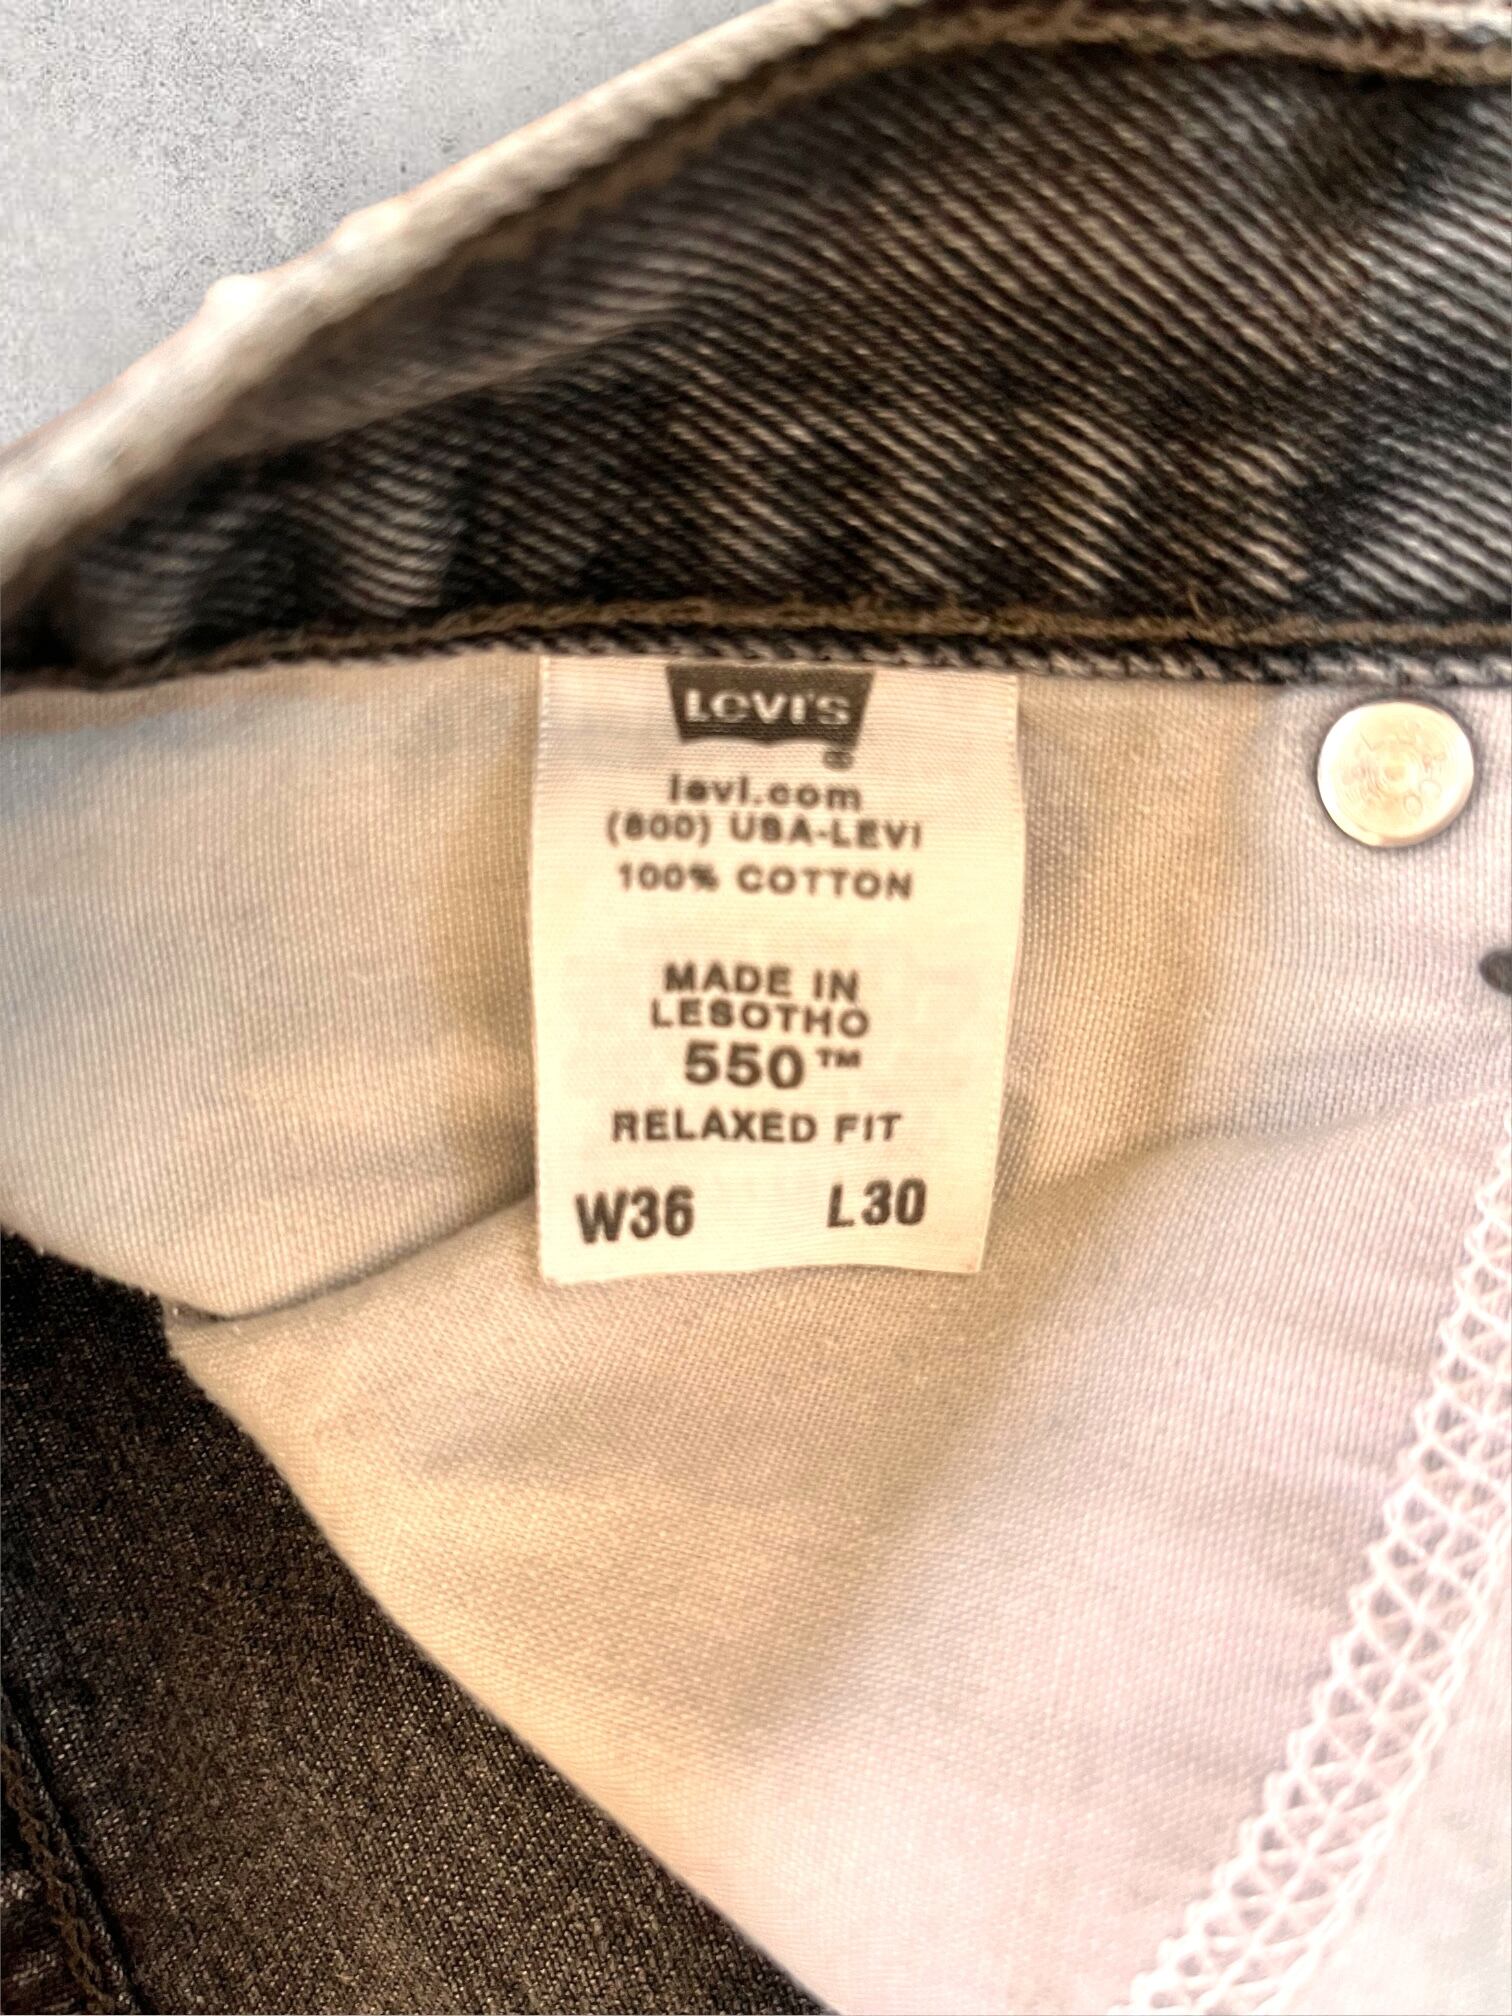 LEVI'S
®
levi.com
(800) USA-LEVI
100% COTTON
MADE IN
LESOTHO
550™
RELAXED FIT
W36 L30